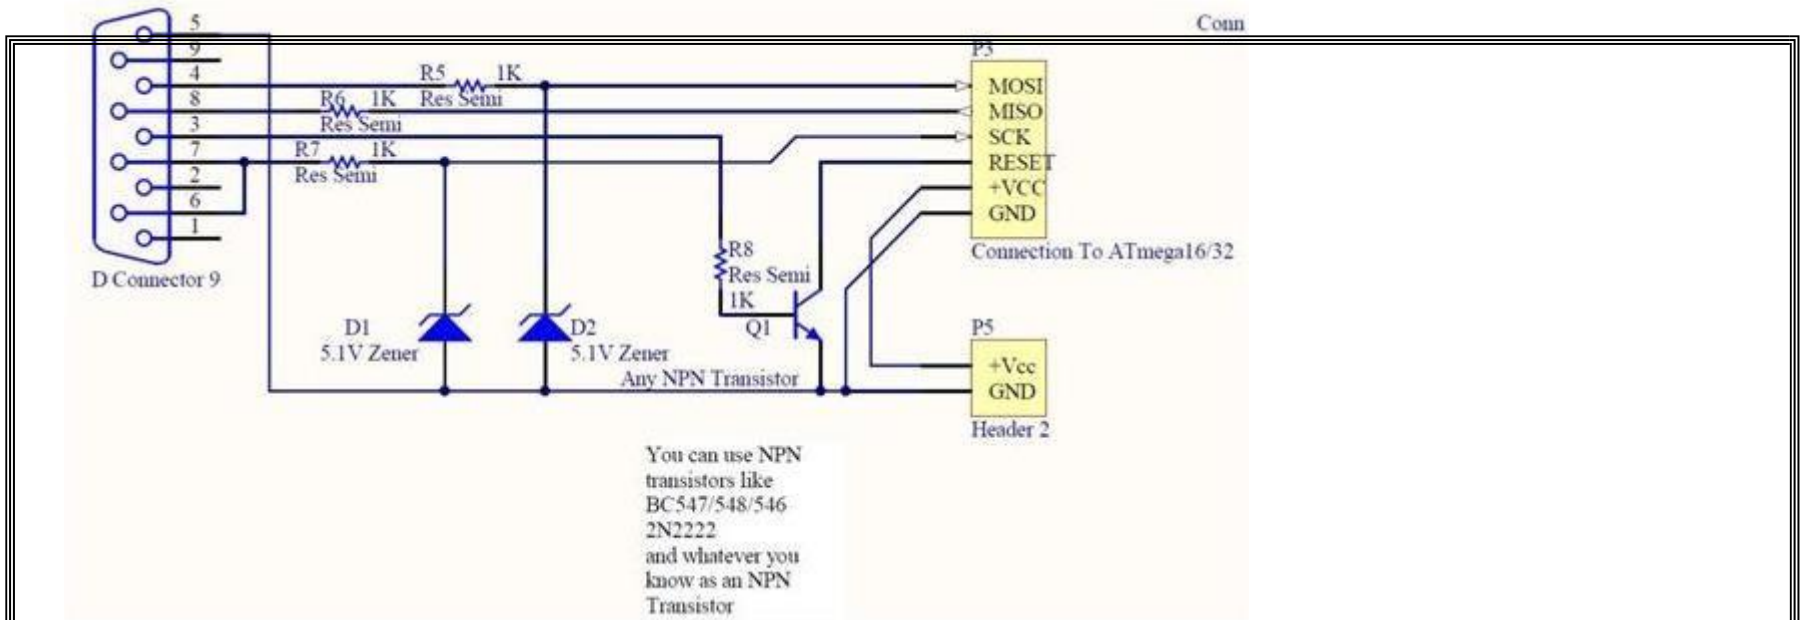 Conn
5
9
4
8
3
7
2
6
1
D Connector 9
R5 1K
Res Semi
R6 1K
Res Semi
R7 1K
Res Semi
R8
Res Semi
1K
Q1
D1
5.1V Zener
D2
5.1V Zener
Any NPN Transistor
P3
MOSI
MISO
SCK
RESET
+VCC
GND
Connection To ATmega16/32
P5
+Vcc
GND
Header 2
You can use NPN
transistors like
BC547/548/546
2N2222
and whatever you
know as an NPN
Transistor